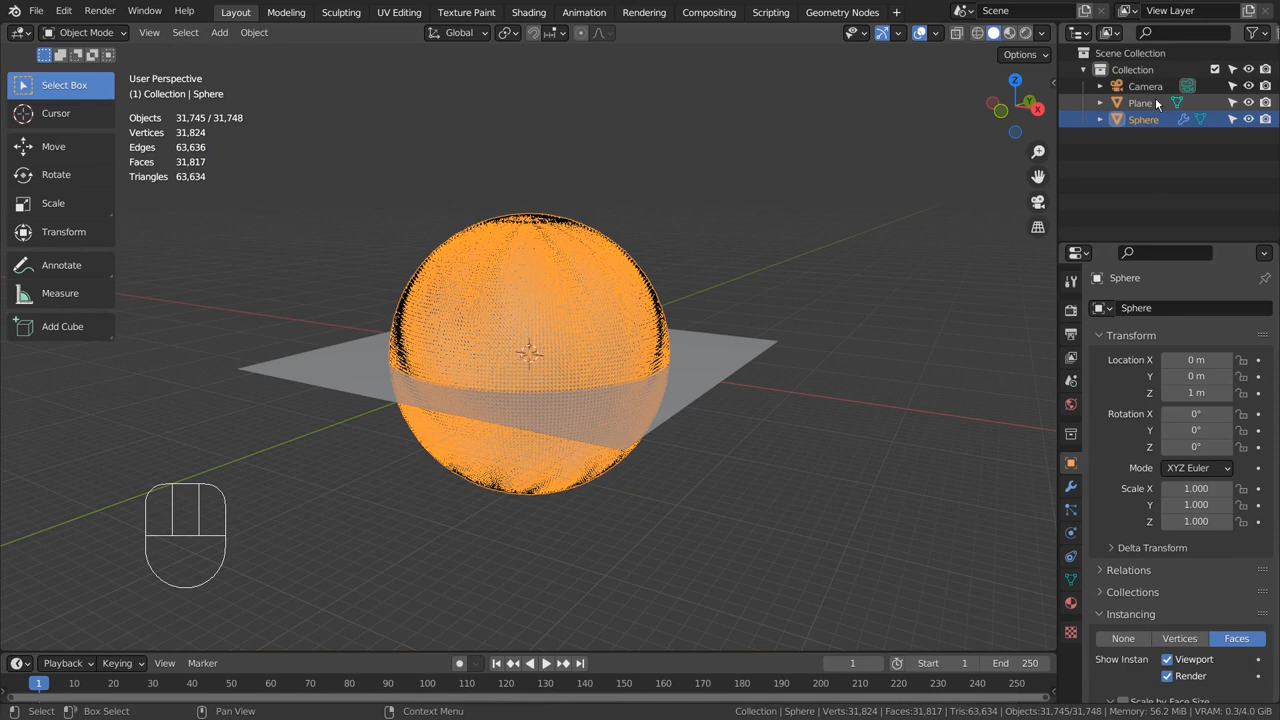 File Edit Render Window Help Layout Modeling Sculpting UV Editing Texture Paint Shading Animation Rendering Compositing Scripting Geometry Nodes + Scene View Layer
Object Mode View Select Add Object Global
Options
Scene Collection
Collection
Camera
Plane
Sphere
Select Box
Cursor
Move
Rotate
Scale
Transform
Annotate
Measure
Add Cube
User Perspective
(1) Collection | Sphere
Objects 31,745 / 31,748
Vertices 31,824
Edges 63,636
Faces 31,817
Triangles 63,634
Z
Y
X
Sphere
Sphere
Transform
Location X 0 m
Y 0 m
Z 1 m
Rotation X 0°
Y 0°
Z 0°
Mode XYZ Euler
Scale X 1.000
Y 1.000
Z 1.000
Delta Transform
Relations
Collections
Instancing
None Vertices Faces
Show Instan Viewport
Render
Scale by Face Size
Playback Keying View Marker 1 Start 1 End 250
1 10 20 30 40 50 60 70 80 90 100 110 120 130 140 150 160 170 180 190 200 210 220 230 240 250
Select Box Select Pan View Context Menu Collection | Sphere | Verts:31,824 | Faces:31,817 | Tris:63,634 | Objects:31,745/31,748 | Memory: 56.2 MiB | VRAM: 0.3/4.0 GiB